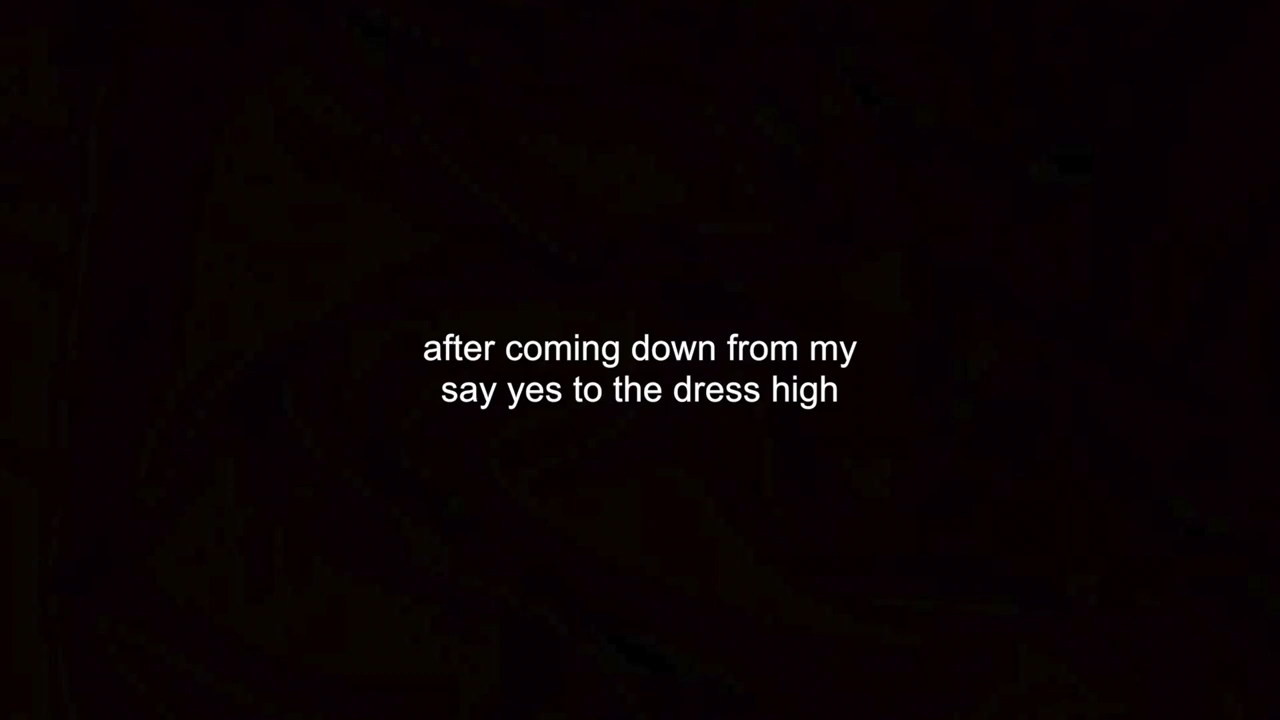 after coming down from my
say yes to the dress high